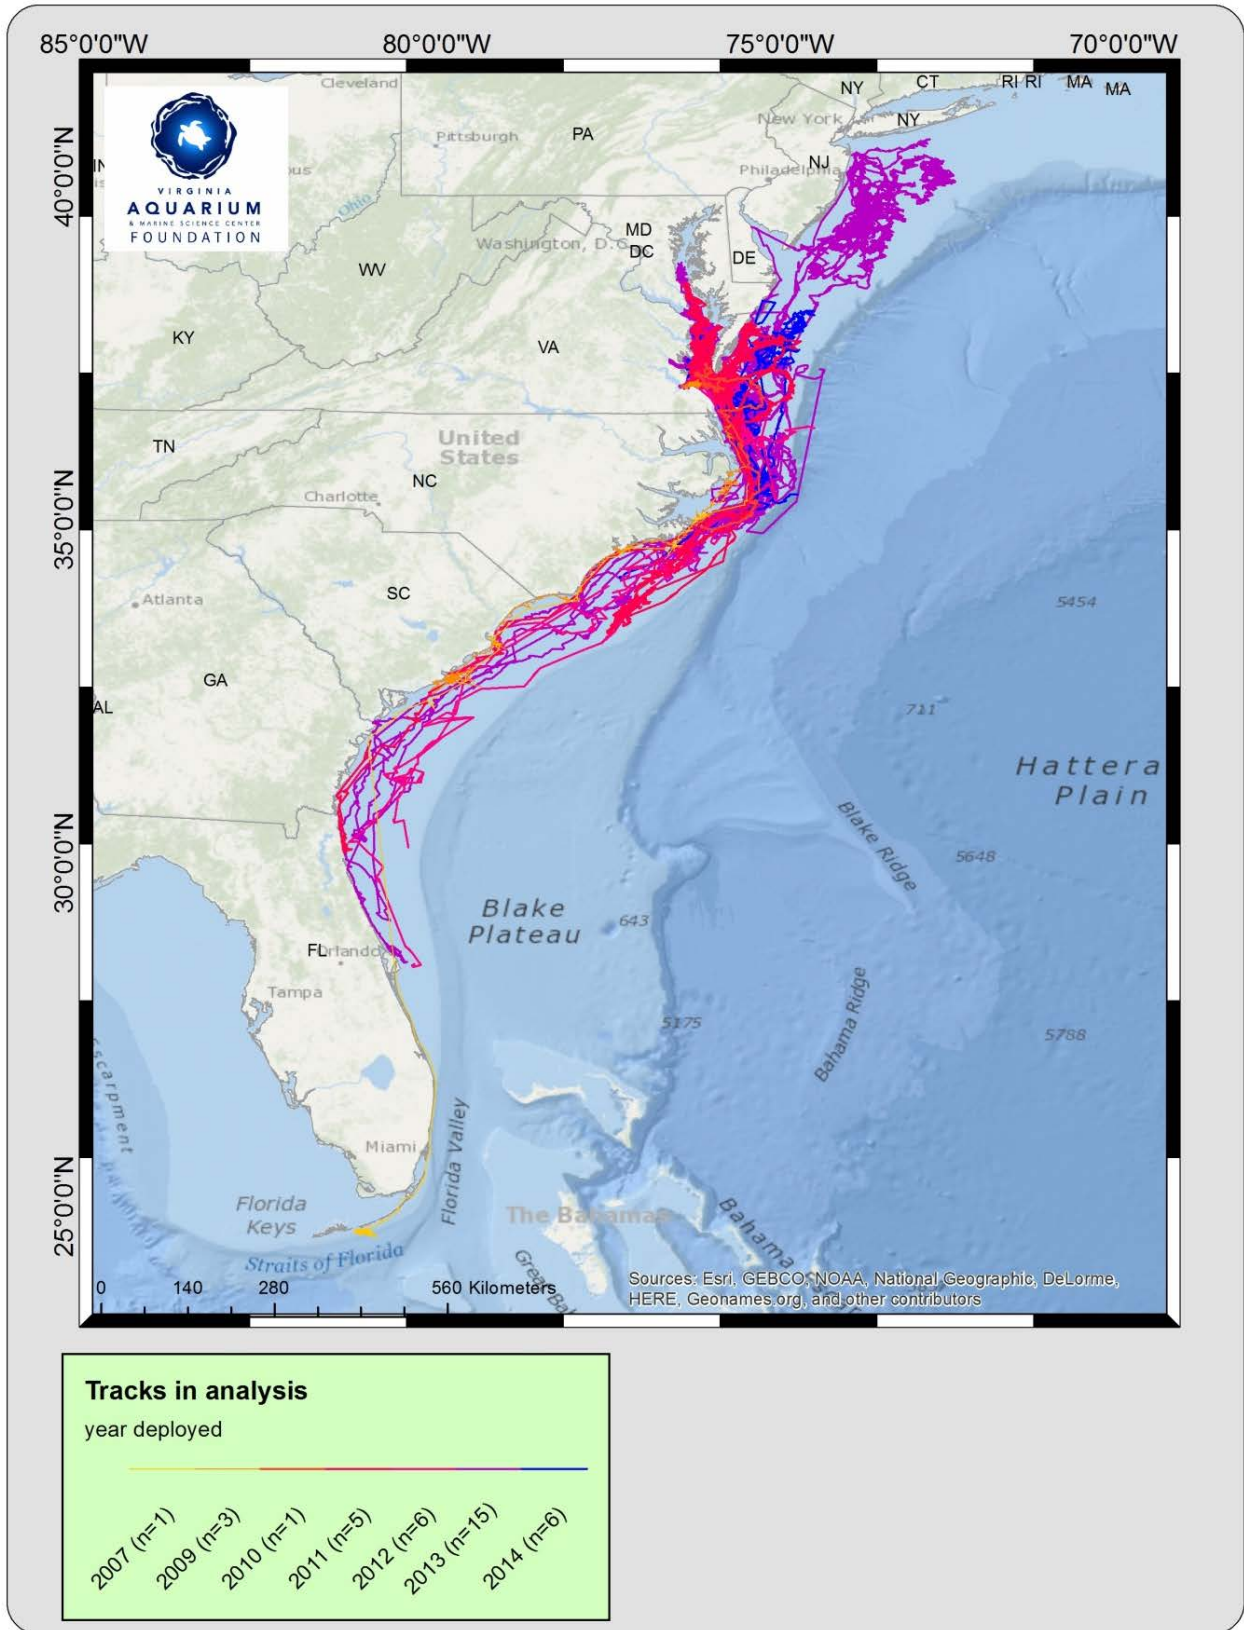 85°0'0"W
80°0'0"W
75°0'0"W
70°0'0"W
40°0'0"N
35°0'0"N
30°0'0"N
25°0'0"N
VIRGINIA
AQUARIUM
& MARINE SCIENCE CENTER
FOUNDATION
Cleveland
Pittsburgh
PA
NY
CT
RI RI
MA
MA
New York
NY
NJ
Philadelphia
IN
Ohio
MD
DC
Washington, D.C.
DE
WV
KY
VA
TN
United
States
NC
Charlotte
SC
Atlanta
GA
AL
5454
711
Hattera
Plain
Blake Ridge
5648
Blake
Plateau
643
FL
Orlando
Tampa
5175
Bahama Ridge
5788
Escarpment
Miami
Florida Valley
Florida
Keys
The Bahamas
Bahama
Straits of Florida
0 140 280 560 Kilometers
Sources: Esri, GEBCO, NOAA, National Geographic, DeLorme,
HERE, Geonames.org, and other contributors
Tracks in analysis
year deployed
2007 (n=1)
2009 (n=3)
2010 (n=1)
2011 (n=5)
2012 (n=6)
2013 (n=15)
2014 (n=6)